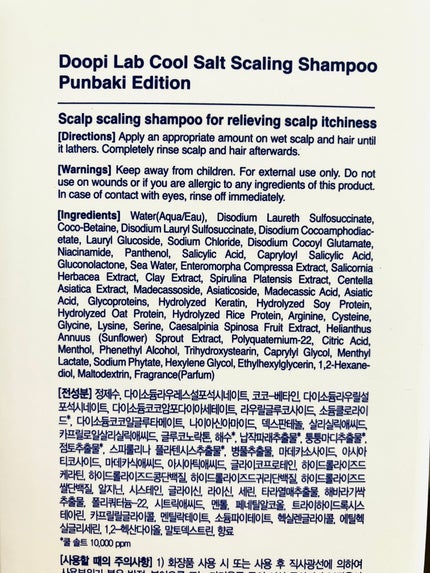 Doopi Lab Cool Salt Scaling Shampoo
Punbaki Edition
Scalp scaling shampoo for relieving scalp itchiness
[Directions] Apply an appropriate amount on wet scalp and hair until
it lathers. Completely rinse scalp and hair afterwards.
[Warnings] Keep away from children. For external use only. Do not
use on wounds or if you are allergic to any ingredients of this product.
In case of contact with eyes, rinse off immediately.
[Ingredients] Water(Aqua/Eau), Disodium Laureth Sulfosuccinate,
Coco-Betaine, Disodium Lauryl Sulfosuccinate, Disodium Cocoamphodiac-
etate, Lauryl Glucoside, Sodium Chloride, Disodium Cocoyl Glutamate,
Niacinamide, Panthenol, Salicylic Acid, Capryloyl Salicylic Acid,
Gluconolactone, Sea Water, Enteromorpha Compressa Extract, Salicornia
Herbacea Extract, Clay Extract, Spirulina Platensis Extract, Centella
Asiatica Extract, Madecassoside, Asiaticoside, Madecassic Acid, Asiatic
Acid, Glycoproteins, Hydrolyzed Keratin, Hydrolyzed Soy Protein,
Hydrolyzed Oat Protein, Hydrolyzed Rice Protein, Arginine, Cysteine,
Glycine, Lysine, Serine, Caesalpinia Spinosa Fruit Extract, Helianthus
Annuus (Sunflower) Sprout Extract, Polyquaternium-22, Citric Acid,
Menthol, Phenethyl Alcohol, Trihydroxystearin, Caprylyl Glycol, Menthyl
Lactate, Sodium Phytate, Hexylene Glycol, Ethylhexylglycerin, 1,2-Hexane-
diol, Maltodextrin, Fragrance(Parfum)
[전성분] 정제수, 다이소듐라우레스설포석시네이트, 코코-베타인, 다이소듐라우릴설
포석시네이트, 다이소듐코코암포다이아세테이트, 라우릴글루코사이드, 소듐클로라이
드*, 다이소듐코코일글루타메이트, 나이아신아마이드, 덱스판테놀, 살리실릭애씨드,
카프릴로일살리실릭애씨드, 글루코노락톤, 해수*, 납작파래추출물*, 퉁퉁마디추출물*,
점토추출물*, 스피룰리나 플라텐시스추출물*, 병풀추출물, 마데카소사이드, 아시아
티코사이드, 마데카식애씨드, 아시아틱애씨드, 글라이코프로테인, 하이드롤라이즈드
케라틴, 하이드롤라이즈드콩단백질, 하이드롤라이즈드귀리단백질, 하이드롤라이즈드
쌀단백질, 알지닌, 시스테인, 글라이신, 라이신, 세린, 타라열매추출물, 해바라기싹
추출물, 폴리쿼터늄-22, 시트릭애씨드, 멘톨, 페네틸알코올, 트라이하이드록시스
테아린, 카프릴릴글라이콜, 멘틸락테이트, 소듐파이테이트, 헥실렌글라이콜, 에틸헥
실글리세린, 1,2-헥산다이올, 말토덱스트린, 향료
*굴 솔트 10,000 ppm
[사용할 때의 주의사항] 1) 화장품 사용 시 또는 사용 후 직사광선에 의하여